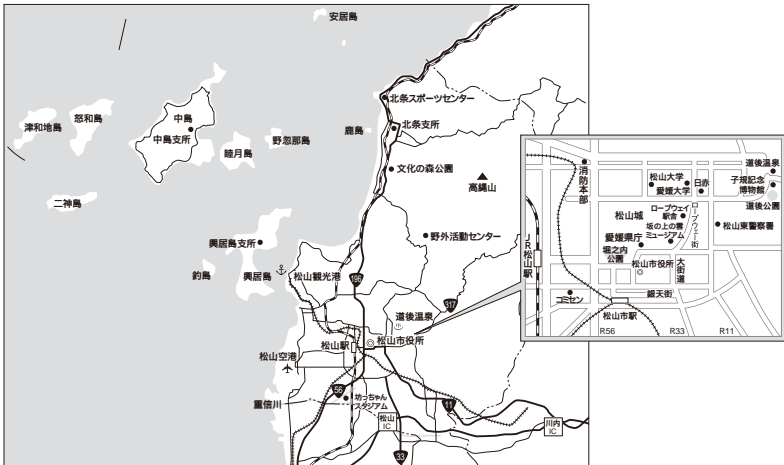 安居島
北条スポーツセンター
中島
怒和島
津和地島
中島支所
北条支所
鹿島
野忽那島
睦月島
文化の森公園
高縄山
二神島
興居島支所
野外活動センター
釣島
興居島
松山観光港
196
317
道後温泉
松山市役所
松山駅
松山空港
56
坊っちゃん
スタジアム
重信川
11
松山
IC
川内
IC
33
消防本部
道後温泉
松山大学
愛媛大学
日赤
子規記念
博物館
道後公園
松山城
ロープウェイ
駅舎
ロープウェー街
坂の上の雲
ミュージアム
松山東警察署
愛媛県庁
堀之内
公園
松山市役所
大街道
JR松山駅
銀天街
コミセン
松山市駅
R56
R33
R11